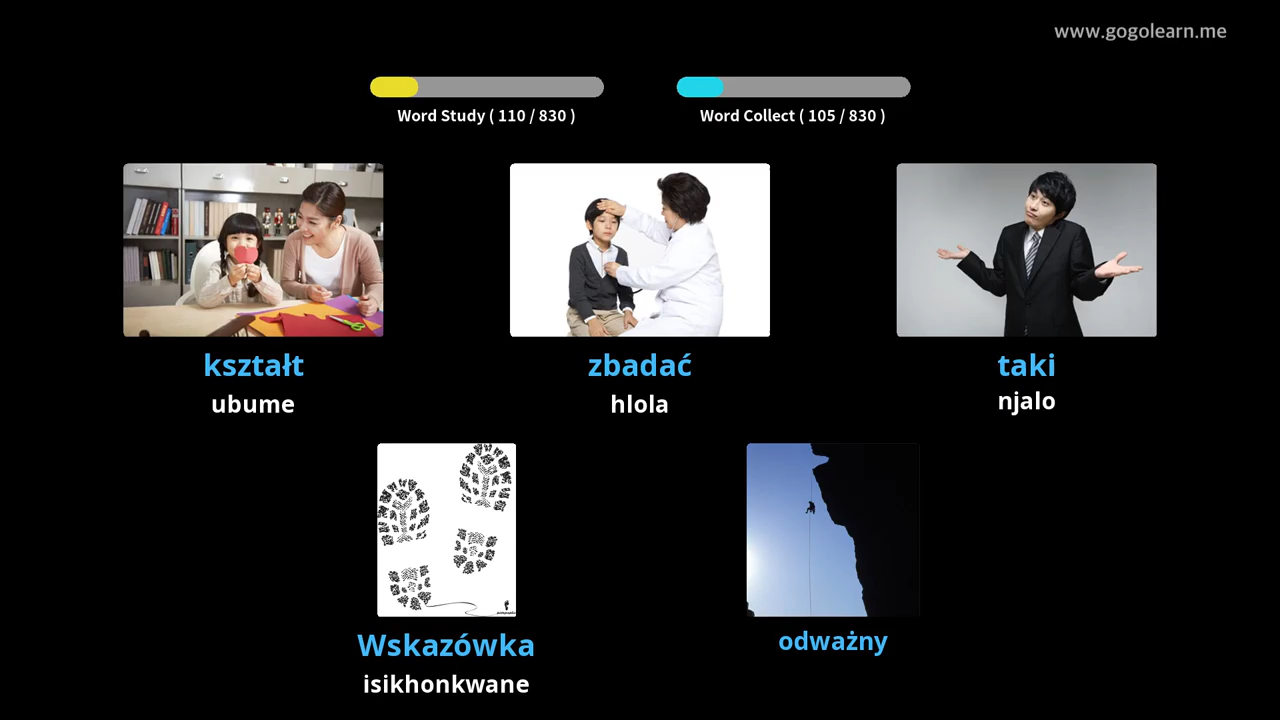 www.gogolearn.me
Word Study ( 110 / 830 )
Word Collect ( 105 / 830 )
kształt
ubume
zbadać
hlola
taki
njalo
Wskazówka
isikhonkwane
odważny